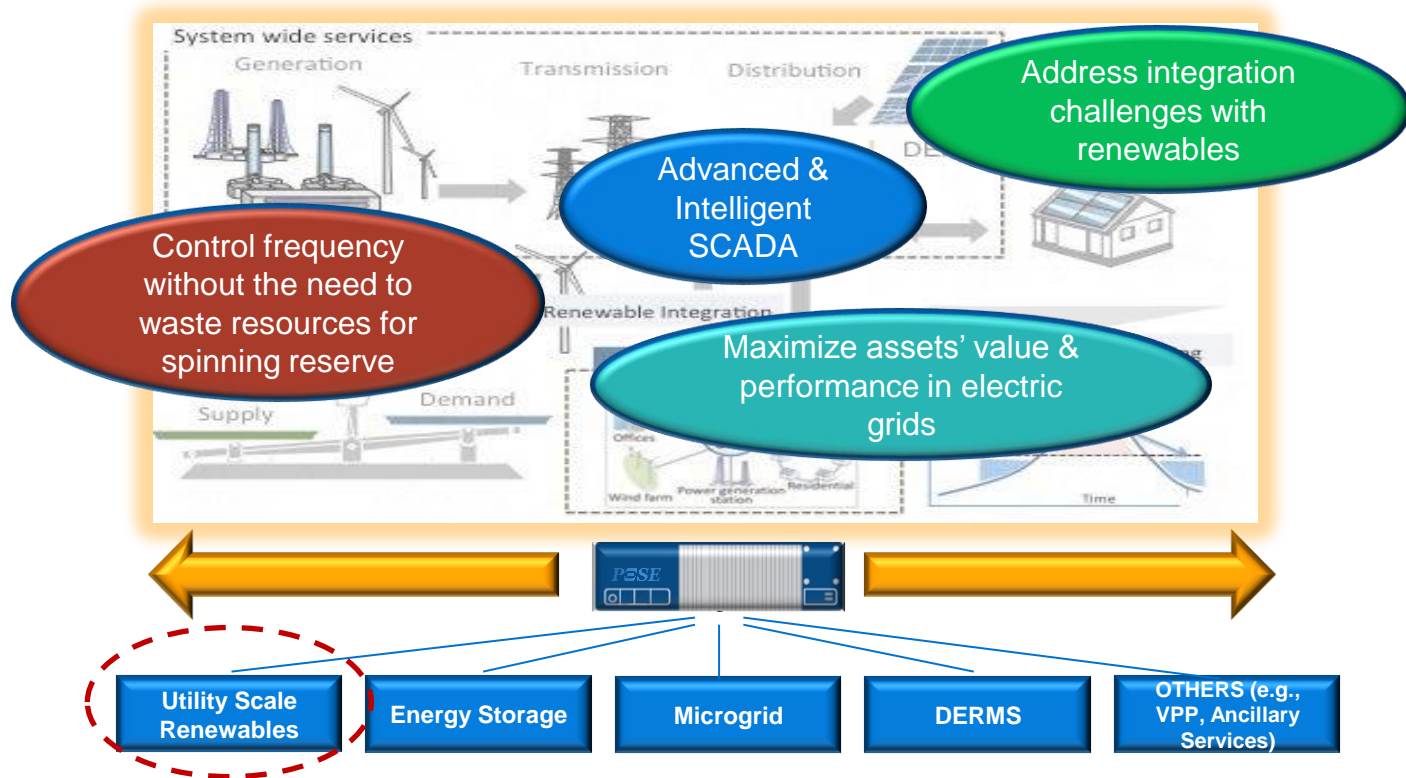 System wide services
Generation
Transmission
Distribution
Address integration
challenges with
renewables
Advanced &
Intelligent
SCADA
Control frequency
without the need to
waste resources for
spinning reserve
Renewable Integration
Maximize assets’ value &
performance in electric
grids
Supply
Demand
Offices
Wind farm
Power generation
station
Residential
Time
PΞSE
Utility Scale
Renewables
Energy Storage
Microgrid
DERMS
OTHERS (e.g.,
VPP, Ancillary
Services)